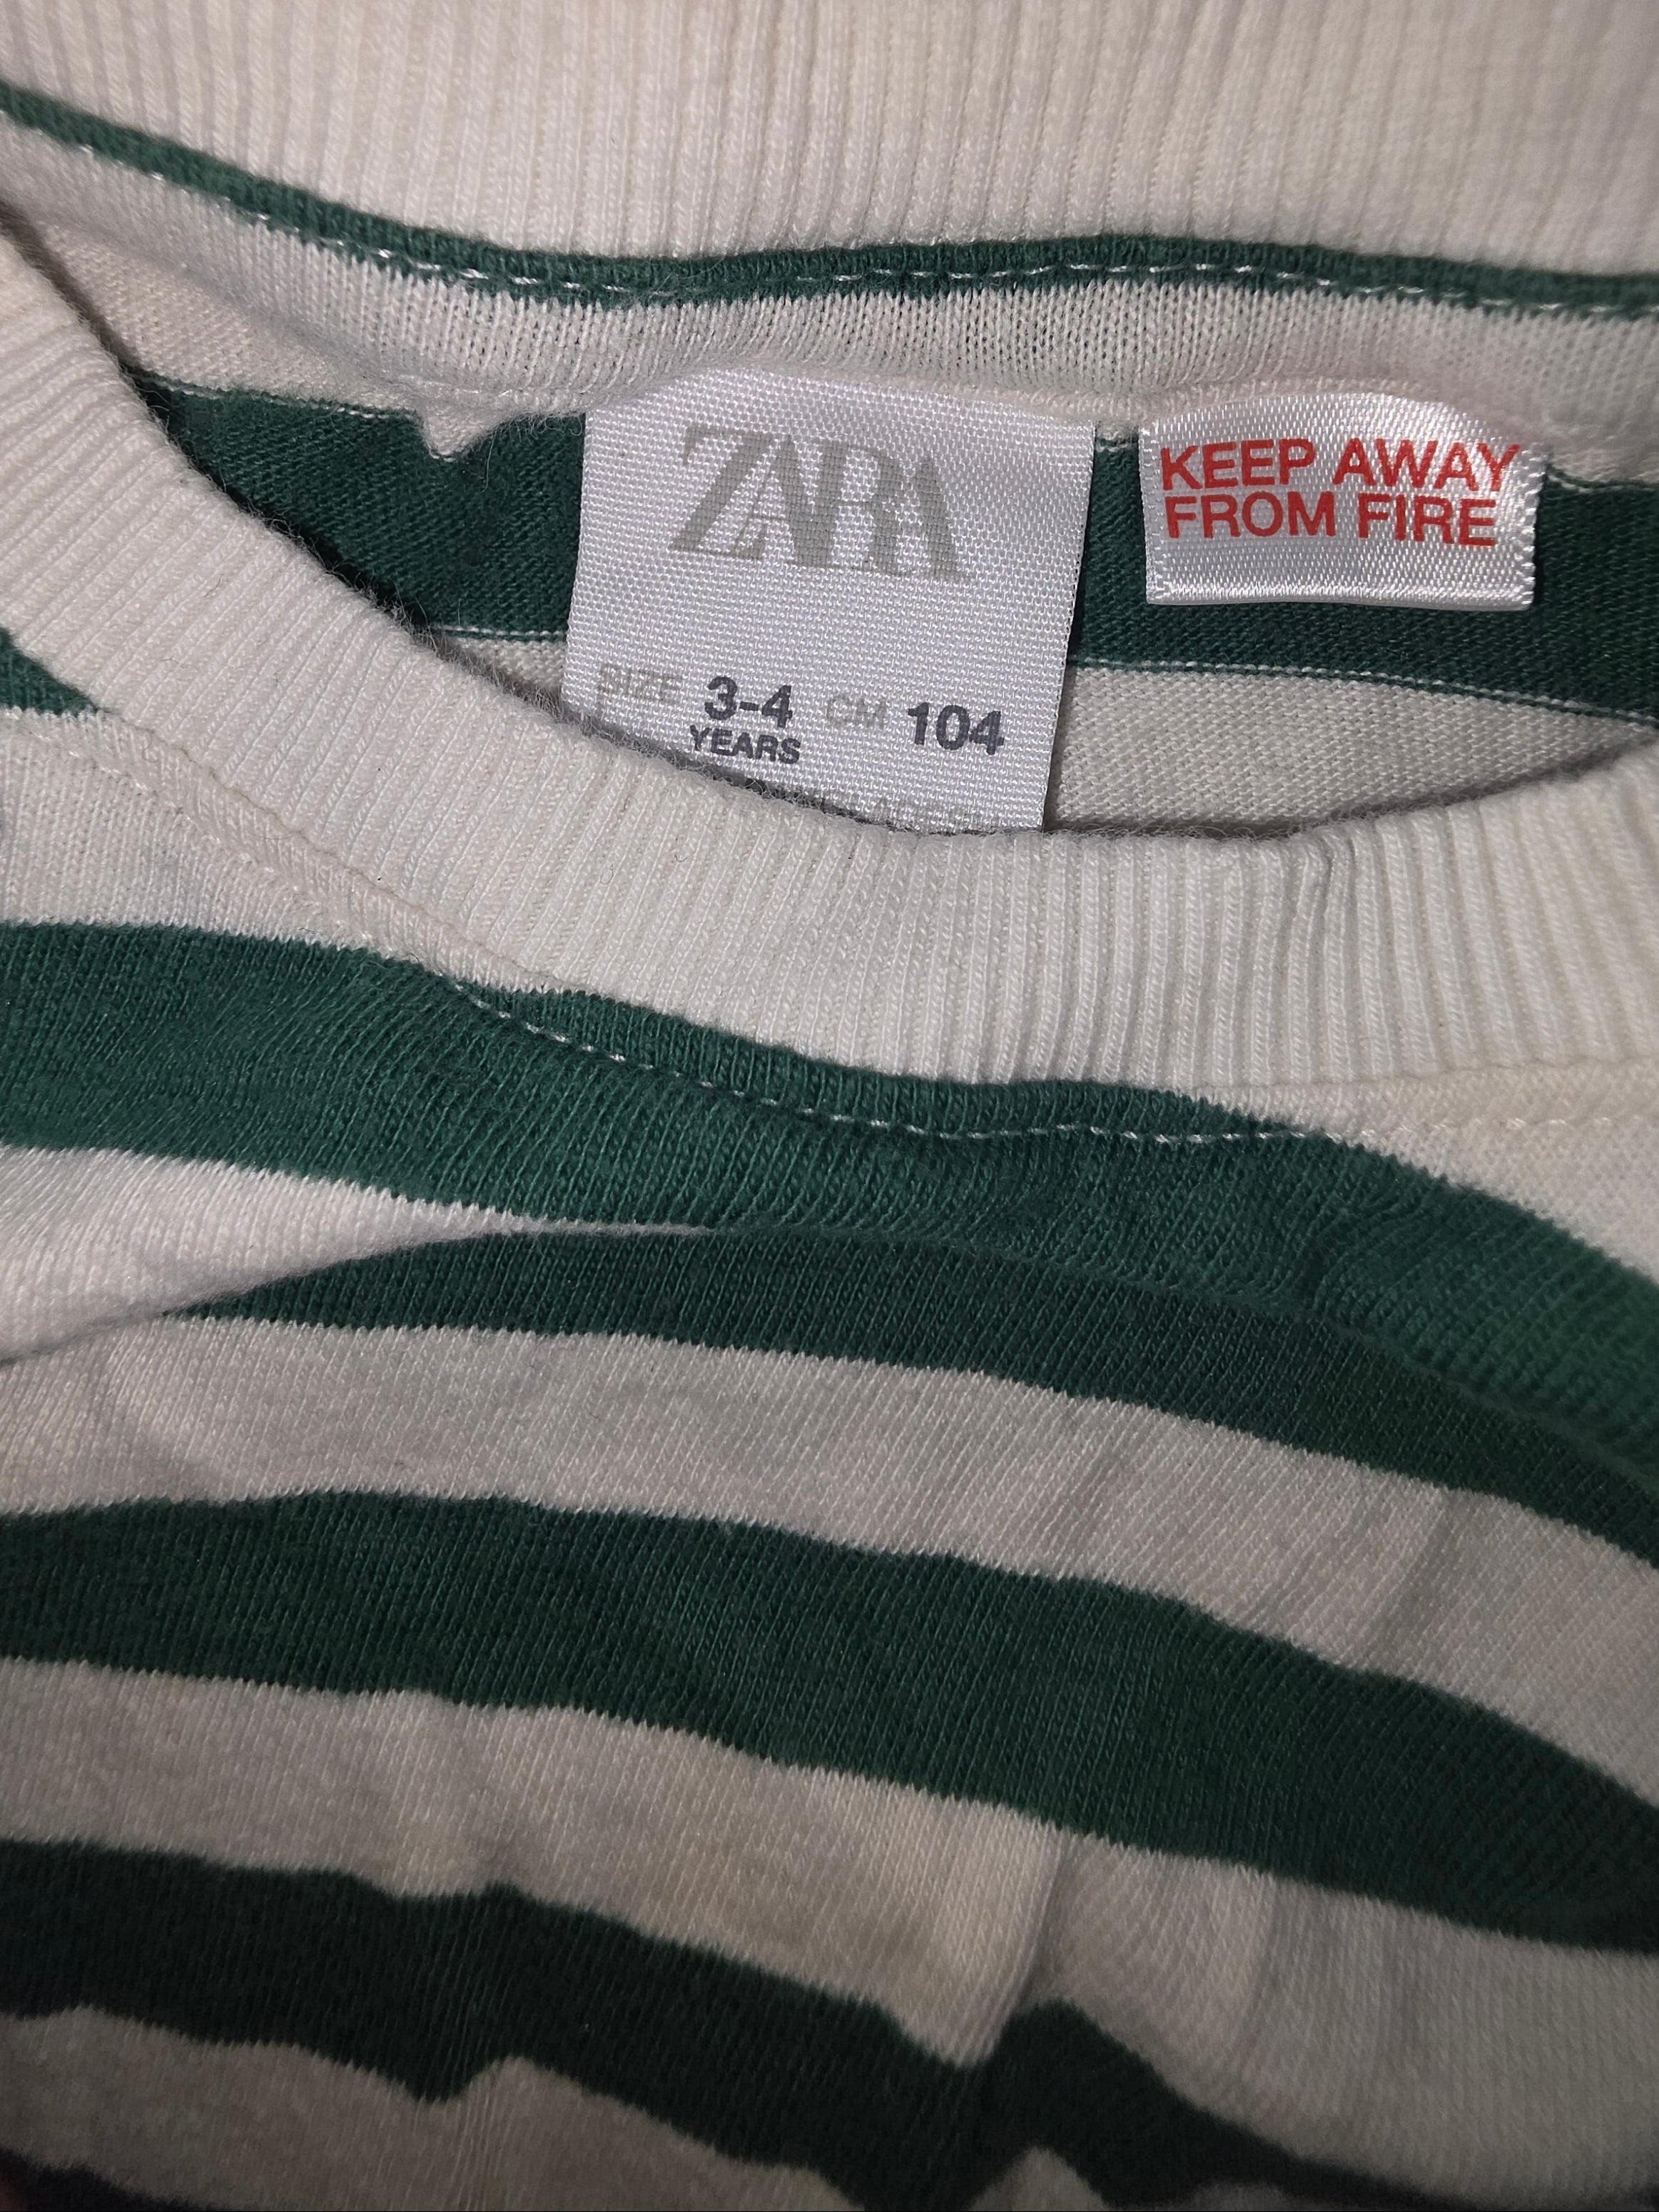 ZARA
KEEP AWAY
FROM FIRE
SIZE 3-4 CM 104
YEARS